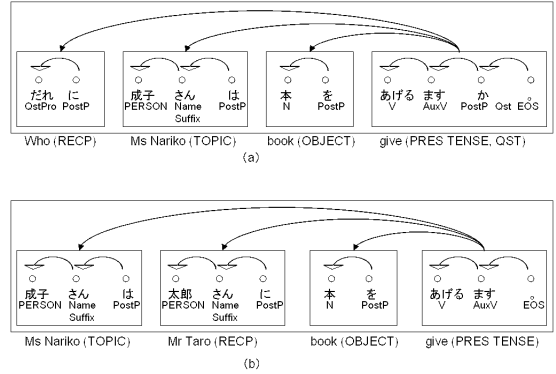 だれ に 成子 さん は 本 を あげる ます か 。
QstPro PostP PERSON Name PostP N PostP V AuxV PostP Qst EOS
Suffix
Who (RECP) Ms Nariko (TOPIC) book (OBJECT) give (PRES TENSE, QST)
(a)
成子 さん は 太郎 さん に 本 を あげる ます 。
PERSON Name PostP PERSON Name PostP N PostP V AuxV EOS
Suffix Suffix
Ms Nariko (TOPIC) Mr Taro (RECP) book (OBJECT) give (PRES TENSE)
(b)